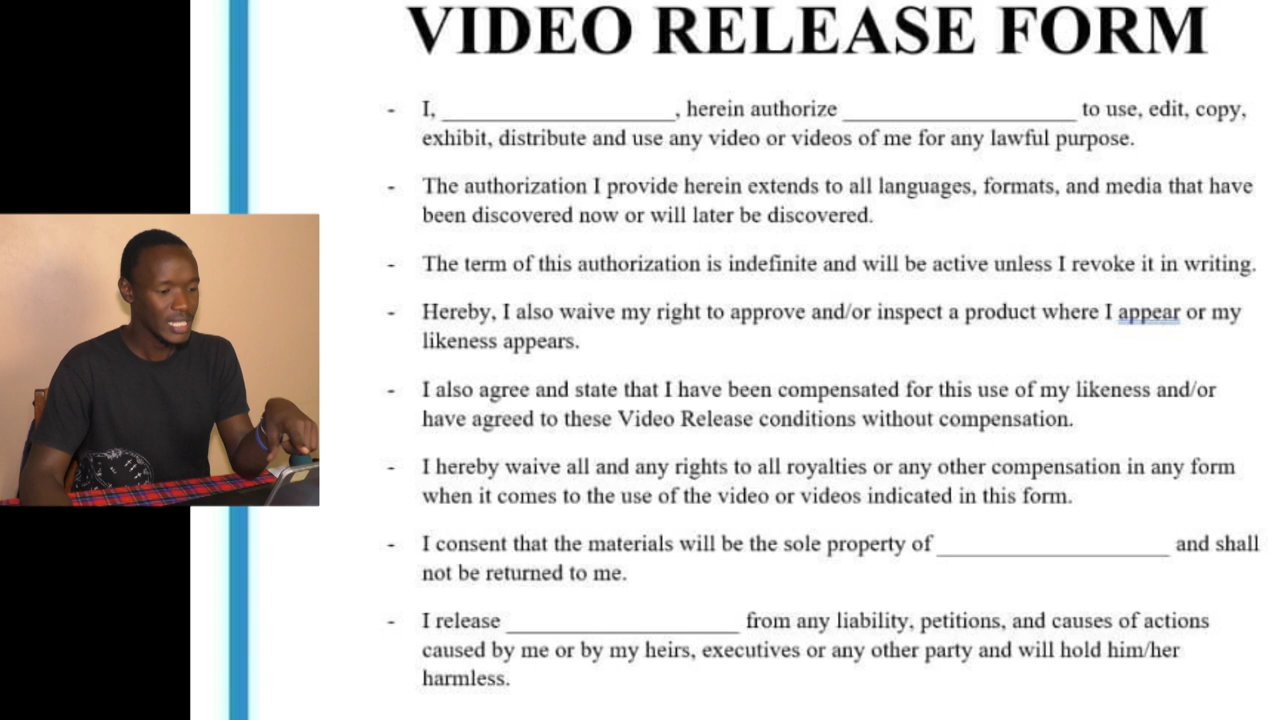 VIDEO RELEASE FORM
- I, ____________________, herein authorize ____________________ to use, edit, copy,
exhibit, distribute and use any video or videos of me for any lawful purpose.
- The authorization I provide herein extends to all languages, formats, and media that have
been discovered now or will later be discovered.
- The term of this authorization is indefinite and will be active unless I revoke it in writing.
- Hereby, I also waive my right to approve and/or inspect a product where I appear or my
likeness appears.
- I also agree and state that I have been compensated for this use of my likeness and/or
have agreed to these Video Release conditions without compensation.
- I hereby waive all and any rights to all royalties or any other compensation in any form
when it comes to the use of the video or videos indicated in this form.
- I consent that the materials will be the sole property of ____________________ and shall
not be returned to me.
- I release ____________________ from any liability, petitions, and causes of actions
caused by me or by my heirs, executives or any other party and will hold him/her
harmless.